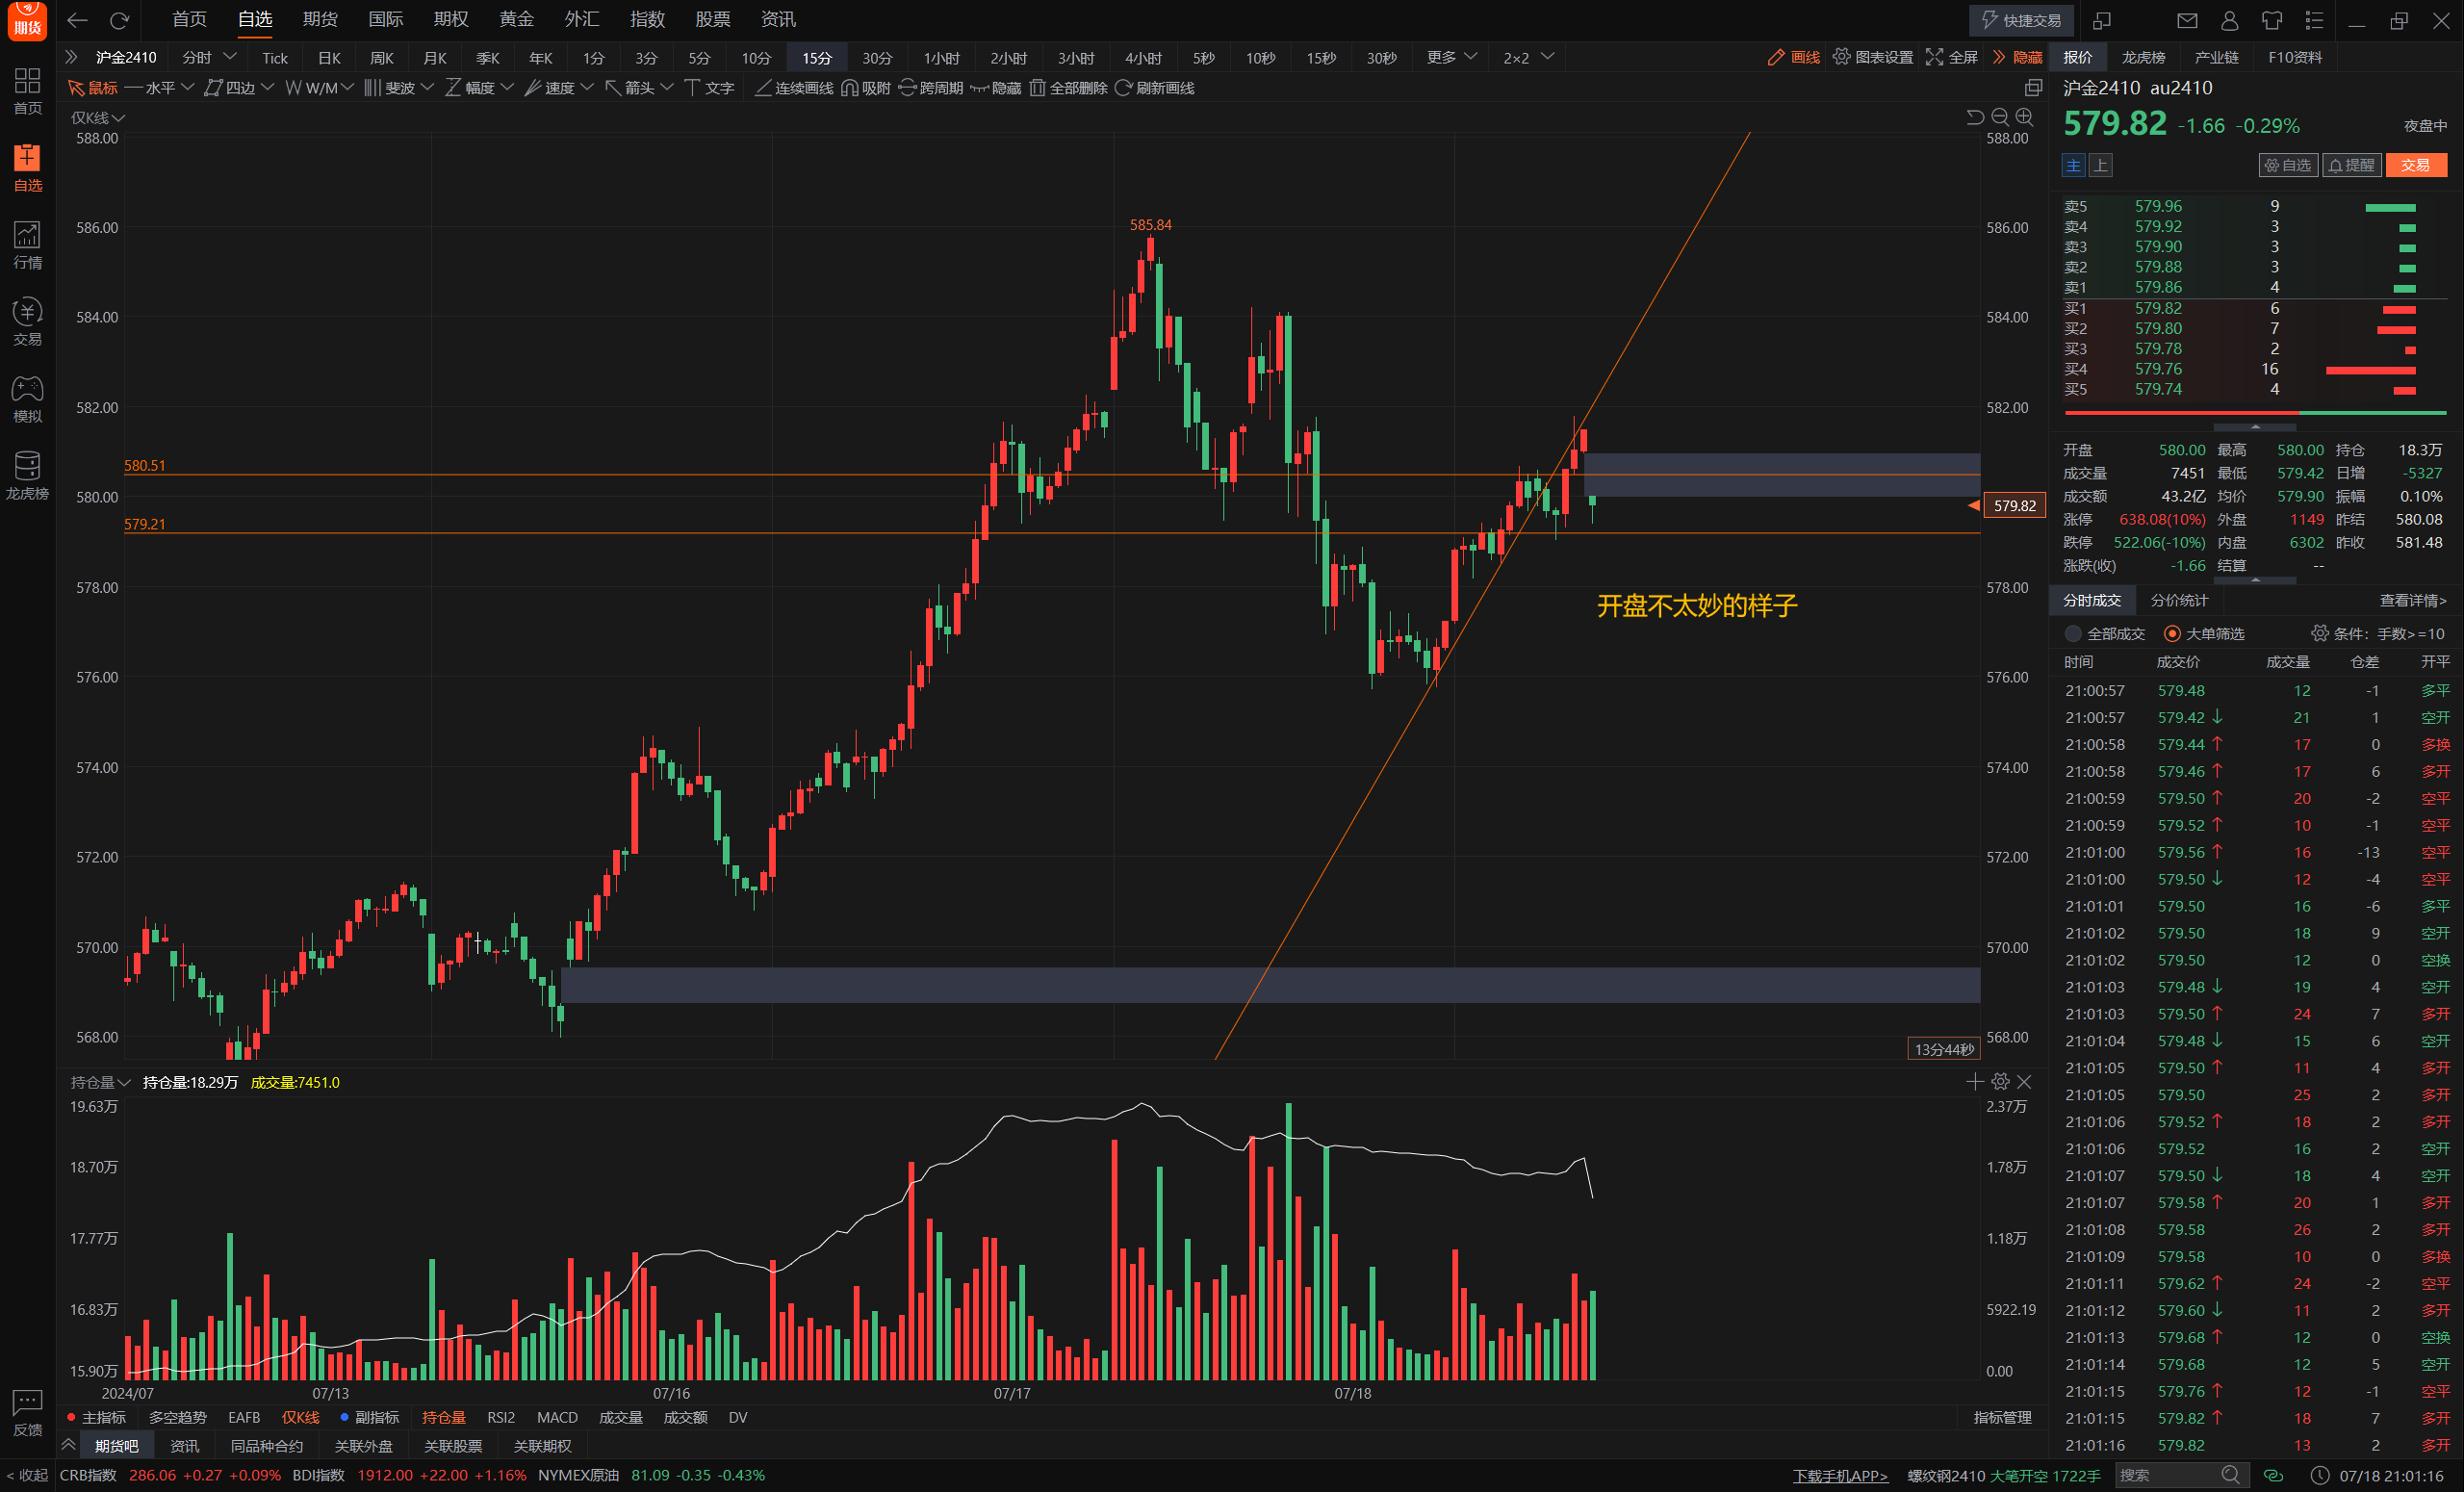 期货 首页 自选 期货 国际 期权 黄金 外汇 指数 股票 资讯 快捷交易
沪金2410 分时 Tick 日K 周K 月K 季K 年K 1分 3分 5分 10分 15分 30分 1小时 2小时 3小时 4小时 5秒 10秒 15秒 30秒 更多 2×2 画线 图表设置 全屏 隐藏
鼠标 水平 四边 W/M 斐波 幅度 速度 箭头 文字 连续画线 吸附 跨周期 隐藏 全部删除 刷新画线
首页
自选
行情
交易
模拟
龙虎榜
反馈
仅K线
588.00 588.00
586.00 585.84 586.00
584.00 584.00
582.00 582.00
580.51
580.00
579.82
579.21
578.00 578.00
开盘不太妙的样子
576.00 576.00
574.00 574.00
572.00 572.00
570.00 570.00
568.00 568.00
13分44秒
持仓量 持仓量:18.29万 成交量:7451.0
19.63万 2.37万
18.70万 1.78万
17.77万 1.18万
16.83万 5922.19
15.90万 0.00
2024/07 07/13 07/16 07/17 07/18
主指标 多空趋势 EAFB 仅K线 副指标 持仓量 RSI2 MACD 成交量 成交额 DV 指标管理
期货吧 资讯 同品种合约 关联外盘 关联股票 关联期权
报价 龙虎榜 产业链 F10资料
沪金2410 au2410
579.82 -1.66 -0.29% 夜盘中
主 上 自选 提醒 交易
卖5 579.96 9
卖4 579.92 3
卖3 579.90 3
卖2 579.88 3
卖1 579.86 4
买1 579.82 6
买2 579.80 7
买3 579.78 2
买4 579.76 16
买5 579.74 4
开盘 580.00 最高 580.00 持仓 18.3万
成交量 7451 最低 579.42 日增 -5327
成交额 43.2亿 均价 579.90 振幅 0.10%
涨停 638.08(10%) 外盘 1149 昨结 580.08
跌停 522.06(-10%) 内盘 6302 昨收 581.48
涨跌(收) -1.66 结算 --
分时成交 分价统计 查看详情>
全部成交 大单筛选 条件: 手数>=10
时间 成交价 成交量 仓差 开平
21:00:57 579.48 12 -1 多平
21:00:57 579.42↓ 21 1 空开
21:00:58 579.44↑ 17 0 多换
21:00:58 579.46↑ 17 6 多开
21:00:59 579.50↑ 20 -2 空平
21:00:59 579.52↑ 10 -1 空平
21:01:00 579.56↑ 16 -13 空平
21:01:00 579.50↓ 12 -4 空平
21:01:01 579.50 16 -6 多平
21:01:02 579.50 18 9 空开
21:01:02 579.50 12 0 空换
21:01:03 579.48↓ 19 4 空开
21:01:03 579.50↑ 24 7 多开
21:01:04 579.48↓ 15 6 空开
21:01:05 579.50↑ 11 4 多开
21:01:05 579.50 25 2 多开
21:01:06 579.52↑ 18 2 多开
21:01:06 579.52 16 2 空开
21:01:07 579.50↓ 18 4 空开
21:01:07 579.58↑ 20 1 多开
21:01:08 579.58 26 2 多开
21:01:09 579.58 10 0 多换
21:01:11 579.62↑ 24 -2 空平
21:01:12 579.60↓ 11 2 多开
21:01:13 579.68↑ 12 0 空换
21:01:14 579.68 12 5 空开
21:01:15 579.76↑ 12 -1 空平
21:01:15 579.82↑ 18 7 多开
21:01:16 579.82 13 2 多开
< 收起 CRB指数 286.06 +0.27 +0.09% BDI指数 1912.00 +22.00 +1.16% NYMEX原油 81.09 -0.35 -0.43% 下载手机APP> 螺纹钢2410 大笔开空 1722手 搜索 07/18 21:01:16